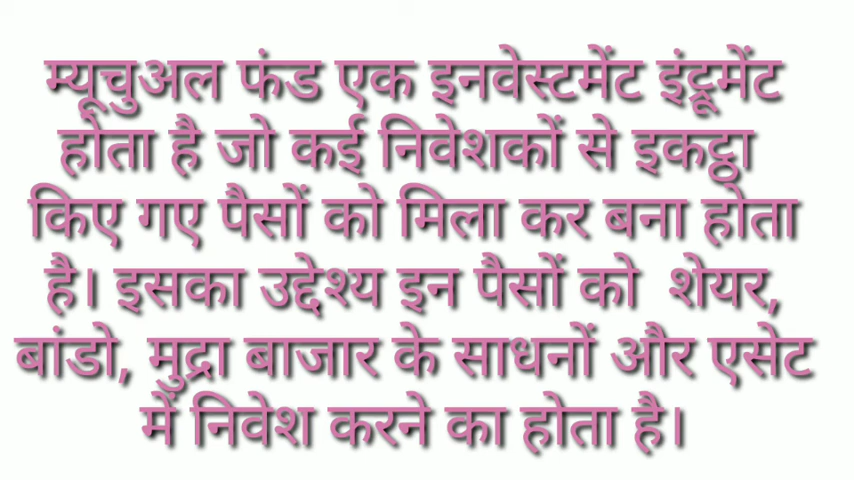 म्यूचुअल फंड एक इनवेस्टमेंट इंट्रूमेंट
होता है जो कई निवेशकों से इकट्ठा
किए गए पैसों को मिला कर बना होता
है। इसका उद्देश्य इन पैसों को शेयर,
बांडो, मुद्रा बाजार के साधनों और एसेट
में निवेश करने का होता है।